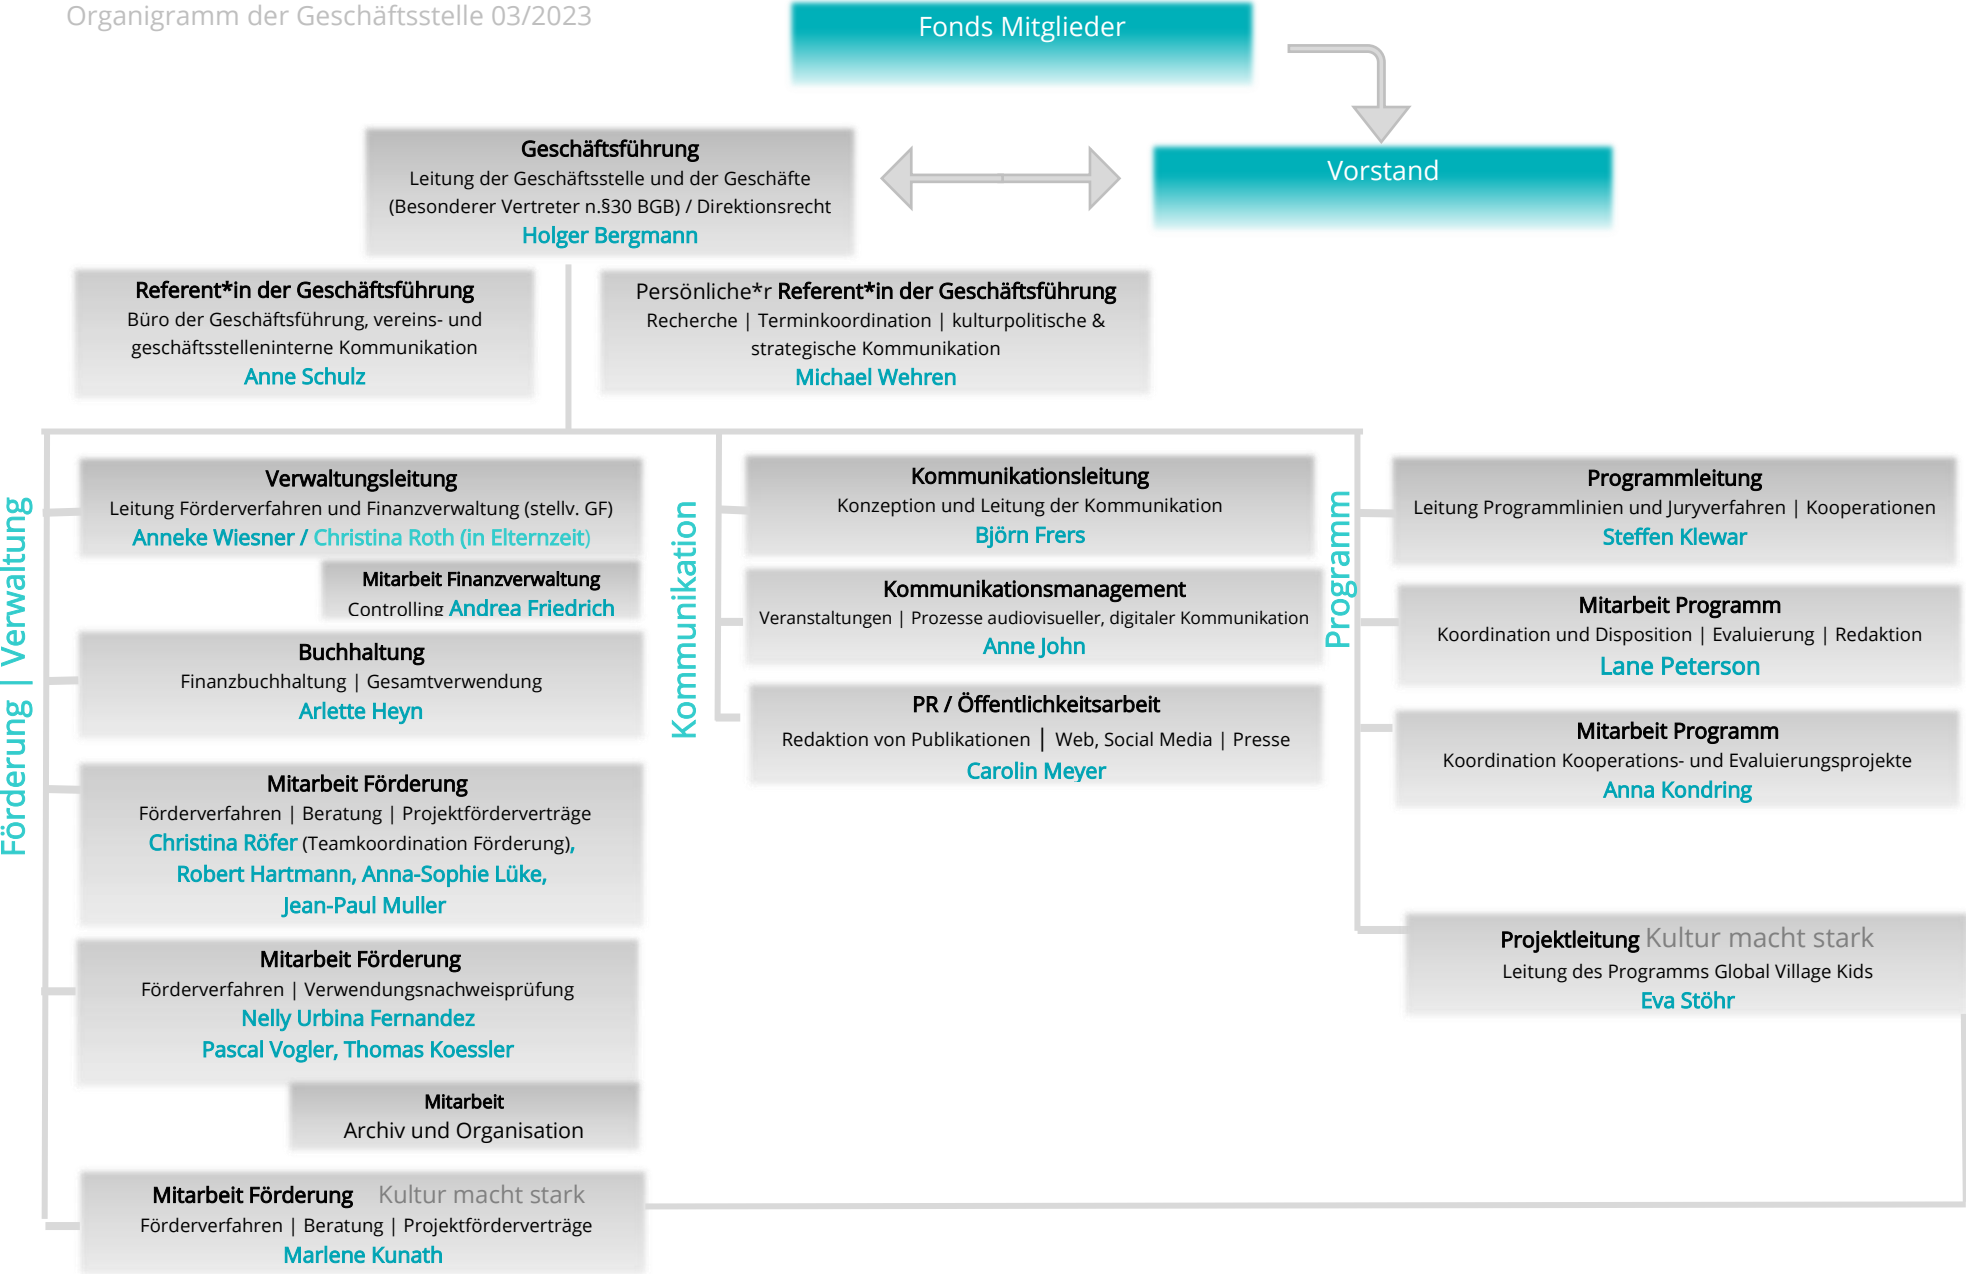 Organigramm der Geschäftsstelle 03/2023
Fonds Mitglieder
Vorstand
Geschäftsführung
Leitung der Geschäftsstelle und der Geschäfte
(Besonderer Vertreter n.§30 BGB) / Direktionsrecht
Holger Bergmann
Referent*in der Geschäftsführung
Büro der Geschäftsführung, vereins- und
geschäftsstelleninterne Kommunikation
Anne Schulz
Persönliche*r Referent*in der Geschäftsführung
Recherche | Terminkoordination | kulturpolitische &
strategische Kommunikation
Michael Wehren
Förderung | Verwaltung
Verwaltungsleitung
Leitung Förderverfahren und Finanzverwaltung (stellv. GF)
Anneke Wiesner / Christina Roth (in Elternzeit)
Mitarbeit Finanzverwaltung
Controlling Andrea Friedrich
Buchhaltung
Finanzbuchhaltung | Gesamtverwendung
Arlette Heyn
Mitarbeit Förderung
Förderverfahren | Beratung | Projektförderverträge
Christina Röfer (Teamkoordination Förderung),
Robert Hartmann, Anna-Sophie Lüke,
Jean-Paul Muller
Mitarbeit Förderung
Förderverfahren | Verwendungsnachweisprüfung
Nelly Urbina Fernandez
Pascal Vogler, Thomas Koessler
Mitarbeit
Archiv und Organisation
Mitarbeit Förderung Kultur macht stark
Förderverfahren | Beratung | Projektförderverträge
Marlene Kunath
Kommunikation
Kommunikationsleitung
Konzeption und Leitung der Kommunikation
Björn Frers
Kommunikationsmanagement
Veranstaltungen | Prozesse audiovisueller, digitaler Kommunikation
Anne John
PR / Öffentlichkeitsarbeit
Redaktion von Publikationen | Web, Social Media | Presse
Carolin Meyer
Programm
Programmleitung
Leitung Programmlinien und Juryverfahren | Kooperationen
Steffen Klewar
Mitarbeit Programm
Koordination und Disposition | Evaluierung | Redaktion
Lane Peterson
Mitarbeit Programm
Koordination Kooperations- und Evaluierungsprojekte
Anna Kondring
Projektleitung Kultur macht stark
Leitung des Programms Global Village Kids
Eva Stöhr